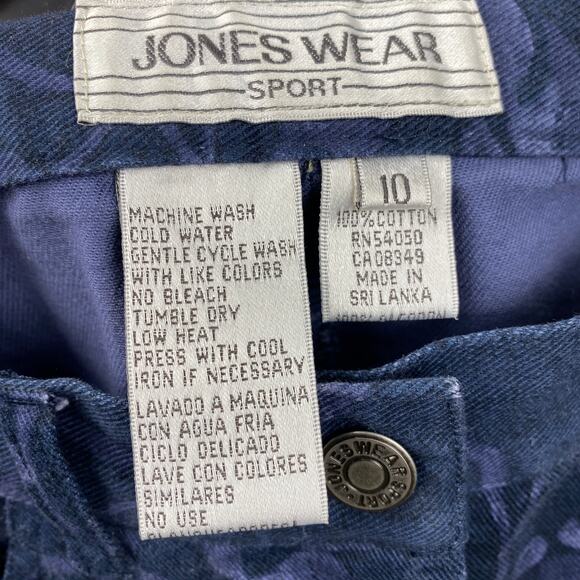 JONES WEAR
SPORT
10
100% COTTON
RN54050
CA08349
MADE IN
SRI LANKA
MACHINE WASH
COLD WATER
GENTLE CYCLE WASH
WITH LIKE COLORS
NO BLEACH
TUMBLE DRY
LOW HEAT
PRESS WITH COOL
IRON IF NECESSARY
LAVADO A MAQUINA
CON AGUA FRIA
CICLO DELICADO
LAVE CON COLORES
SIMILARES
NO USE
JONES WEAR SPORT